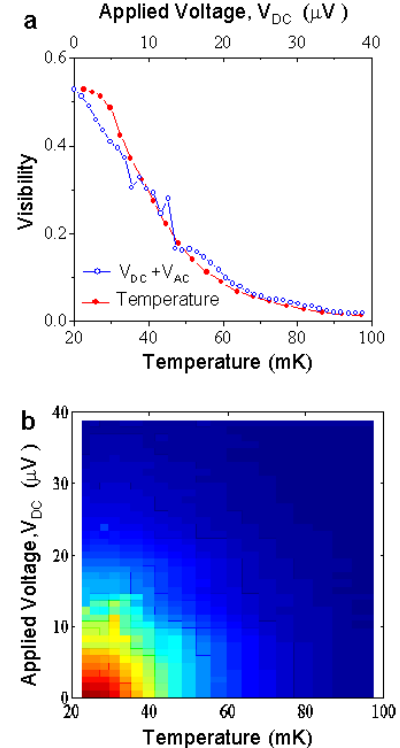 Applied Voltage, V_DC (μV)
a
0 10 20 30 40
0.6
0.4
Visibility
0.2
V_DC + V_AC
Temperature
0.0
20 40 60 80 100
Temperature (mK)
b
40
30
Applied Voltage, V_DC (μV)
20
10
0
20 40 60 80 100
Temperature (mK)